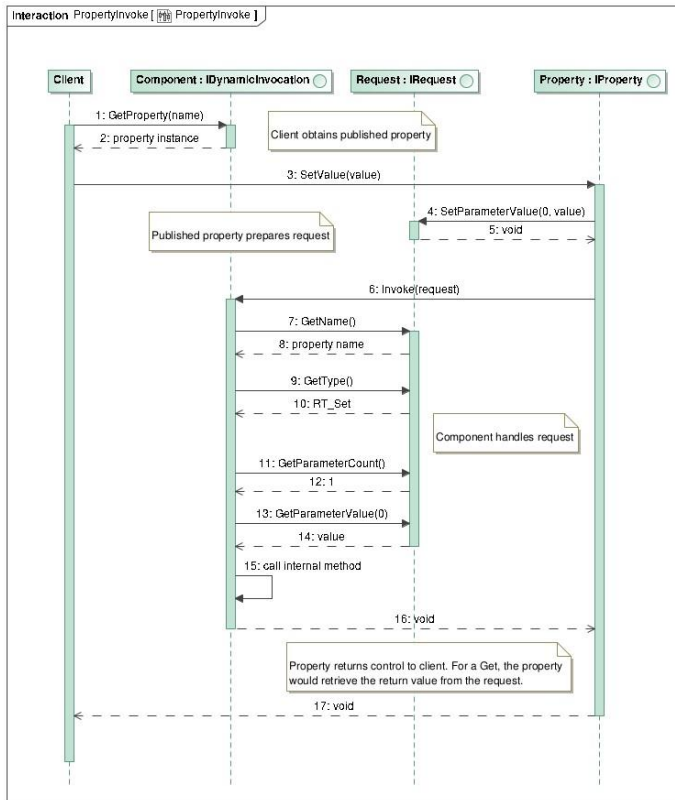 Interaction PropertyInvoke [ PropertyInvoke ]
Client
Component : IDynamicInvocation
Request : IRequest
Property : IProperty
1: GetProperty(name)
Client obtains published property
2: property instance
3: SetValue(value)
4: SetParameterValue(0, value)
Published property prepares request
5: void
6: Invoke(request)
7: GetName()
8: property name
9: GetType()
10: RT_Set
Component handles request
11: GetParameterCount()
12: 1
13: GetParameterValue(0)
14: value
15: call internal method
16: void
Property returns control to client. For a Get, the property
would retrieve the return value from the request.
17: void